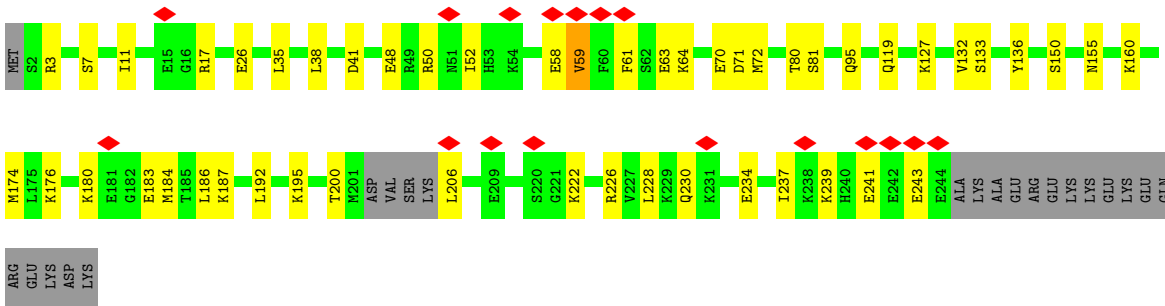 MET S2 R3 S7 I11 E15 G16 R17 E26 L35 L38 D41 E48 R49 R50 N51 I52 H53 K54 E58 V59 F60 F61 S62 E63 K64 E70 D71 M72 T80 S81 Q95 Q119 K127 V132 S133 Y136 S150 N155 K160
M174 L175 K176 K180 E181 G182 E183 M184 T185 L186 K187 L192 K195 T200 M201 ASP VAL SER LYS L206 E209 S220 G221 K222 R226 V227 L228 K229 Q230 K231 E234 I237 K238 K239 H240 E241 E242 E243 E244 ALA LYS ALA GLU ARG GLU LYS LYS GLU LYS GLU GLN
ARG GLU LYS ASP LYS